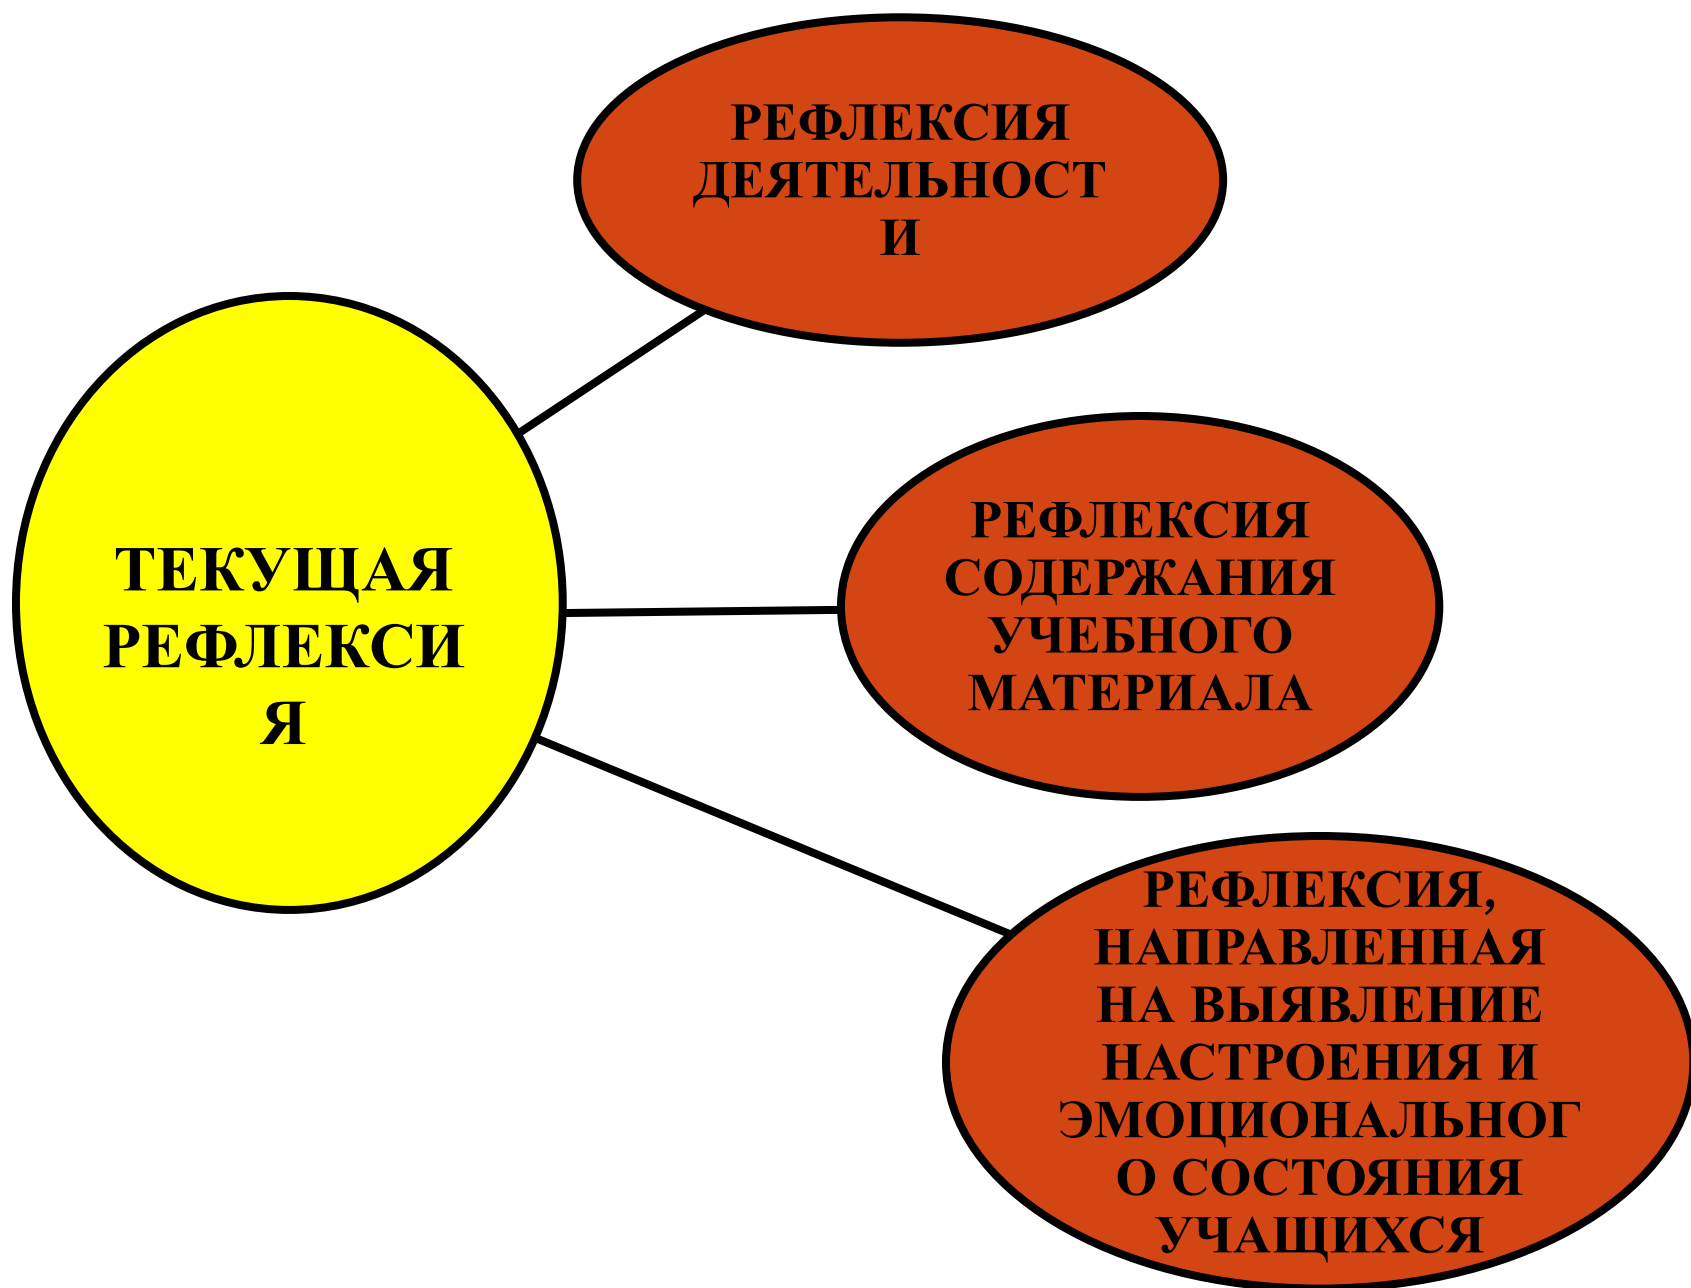 РЕФЛЕКСИЯ
ДЕЯТЕЛЬНОСТ
И
ТЕКУЩАЯ
РЕФЛЕКСИ
Я
РЕФЛЕКСИЯ
СОДЕРЖАНИЯ
УЧЕБНОГО
МАТЕРИАЛА
РЕФЛЕКСИЯ,
НАПРАВЛЕННАЯ
НА ВЫЯВЛЕНИЕ
НАСТРОЕНИЯ И
ЭМОЦИОНАЛЬНОГ
О СОСТОЯНИЯ
УЧАЩИХСЯ